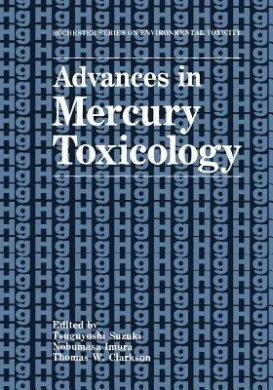 ROCHESTER SERIES ON ENVIRONMENTAL TOXICITY
Advances in
Mercury
Toxicology
Edited by
Tsuguyoshi Suzuki
Nobumasa Imura
Thomas W. Clarkson